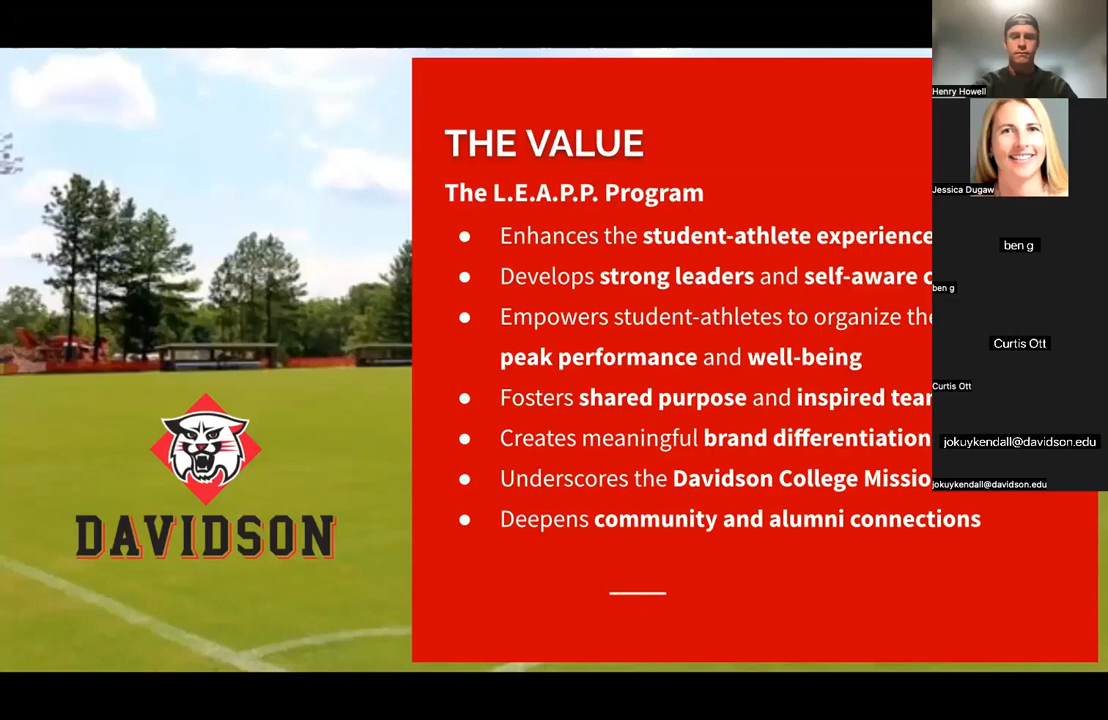 THE VALUE
The L.E.A.P.P. Program
● Enhances the student-athlete experience
● Develops strong leaders and self-aware
● Empowers student-athletes to organize
peak performance and well-being
● Fosters shared purpose and inspired
● Creates meaningful brand differentiation
● Underscores the Davidson College
● Deepens community and alumni connections
DAVIDSON
Henry Howell
Jessica Dugaw
ben g
ben g
Curtis Ott
Curtis Ott
jokuykendall@davidson.edu
jokuykendall@davidson.edu